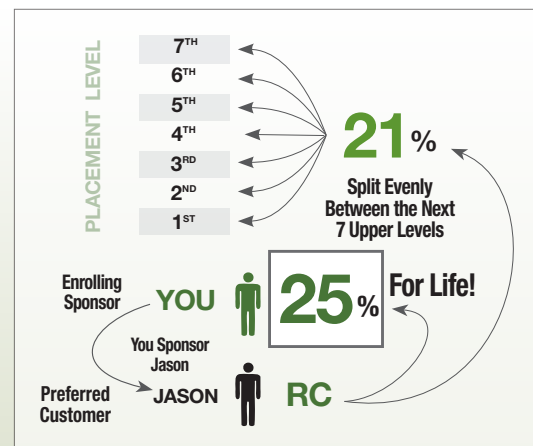 PLACEMENT LEVEL
7TH
6TH
5TH
4TH
3RD
2ND
1ST
21%
Split Evenly
Between the Next
7 Upper Levels
Enrolling
Sponsor
YOU
25%
For Life!
You Sponsor
Jason
Preferred
Customer
JASON
RC